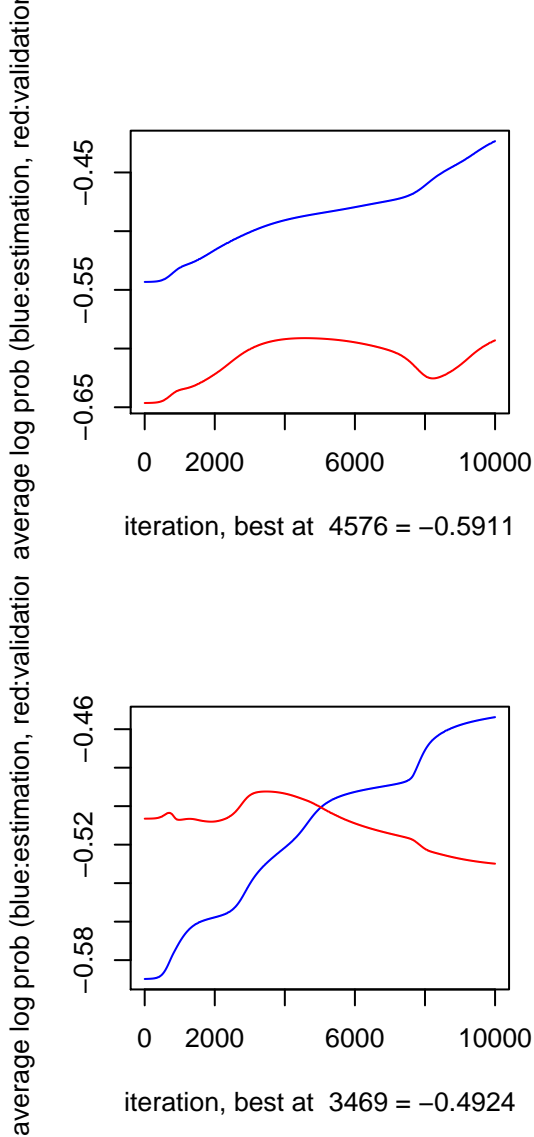 average log prob (blue:estimation, red:validation
−0.45
−0.55
−0.65
0 2000 6000 10000
iteration, best at 4576 = −0.5911
average log prob (blue:estimation, red:validation
−0.46
−0.52
−0.58
0 2000 6000 10000
iteration, best at 3469 = −0.4924